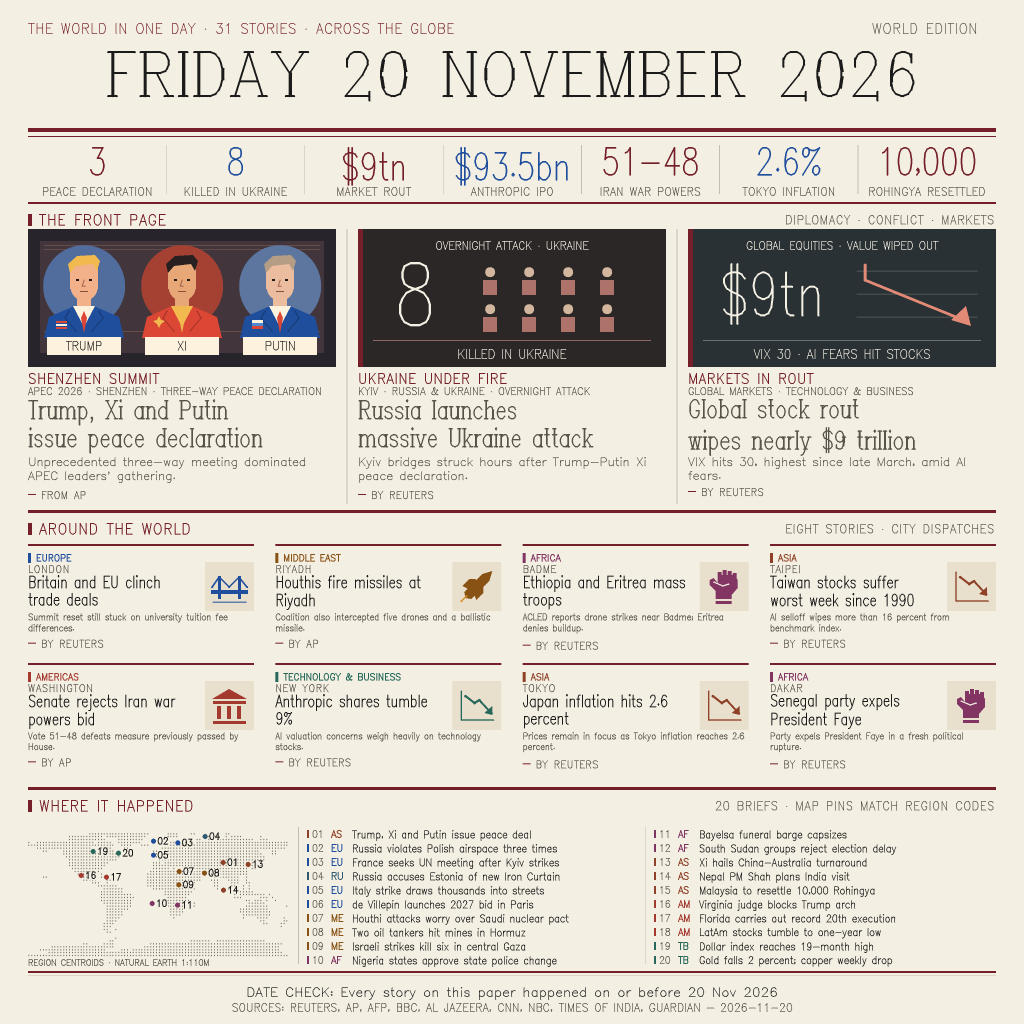 THE WORLD IN ONE DAY · 31 STORIES · ACROSS THE GLOBE
WORLD EDITION
FRIDAY 20 NOVEMBER 2026
3
PEACE DECLARATION
8
KILLED IN UKRAINE
$9tn
MARKET ROUT
$93.5bn
ANTHROPIC IPO
51–48
IRAN WAR POWERS
2.6%
TOKYO INFLATION
10,000
ROHINGYA RESETTLED
THE FRONT PAGE
DIPLOMACY · CONFLICT · MARKETS
TRUMP
XI
PUTIN
SHENZHEN SUMMIT
APEC 2026 · SHENZHEN · THREE–WAY PEACE DECLARATION
Trump, Xi and Putin
issue peace declaration
Unprecedented three–way meeting dominated
APEC leaders' gathering.
— FROM AP
OVERNIGHT ATTACK · UKRAINE
8
KILLED IN UKRAINE
UKRAINE UNDER FIRE
KYIV · RUSSIA & UKRAINE · OVERNIGHT ATTACK
Russia launches
massive Ukraine attack
Kyiv bridges struck hours after Trump–Putin Xi
peace declaration.
— BY REUTERS
GLOBAL EQUITIES · VALUE WIPED OUT
$9tn
VIX 30 · AI FEARS HIT STOCKS
MARKETS IN ROUT
GLOBAL MARKETS · TECHNOLOGY & BUSINESS
Global stock rout
wipes nearly $9 trillion
VIX hits 30, highest since late March, amid AI
fears.
— BY REUTERS
AROUND THE WORLD
EIGHT STORIES · CITY DISPATCHES
EUROPE
LONDON
Britain and EU clinch
trade deals
Summit reset still stuck on university tuition fee
differences.
— BY REUTERS
MIDDLE EAST
RIYADH
Houthis fire missiles at
Riyadh
Coalition also intercepted five drones and a ballistic
missile.
— BY AP
AFRICA
BADME
Ethiopia and Eritrea mass
troops
ACLED reports drone strikes near Badme; Eritrea
denies buildup.
— BY REUTERS
ASIA
TAIPEI
Taiwan stocks suffer
worst week since 1990
AI selloff wipes more than 16 percent from
benchmark index.
— BY REUTERS
AMERICAS
WASHINGTON
Senate rejects Iran war
powers bid
Vote 51–48 defeats measure previously passed by
House.
— BY AP
TECHNOLOGY & BUSINESS
NEW YORK
Anthropic shares tumble
9%
AI valuation concerns weigh heavily on technology
stocks.
— BY REUTERS
ASIA
TOKYO
Japan inflation hits 2.6
percent
Prices remain in focus as Tokyo inflation reaches 2.6
percent.
— BY REUTERS
AFRICA
DAKAR
Senegal party expels
President Faye
Party expels President Faye in a fresh political
rupture.
— BY REUTERS
WHERE IT HAPPENED
20 BRIEFS · MAP PINS MATCH REGION CODES
04
02
03
19
20
05
01
13
07
08
16
17
09
14
10
11
REGION CENTROIDS · NATURAL EARTH 1:110M
01 AS Trump, Xi and Putin issue peace deal
02 EU Russia violates Polish airspace three times
03 EU France seeks UN meeting after Kyiv strikes
04 RU Russia accuses Estonia of new Iron Curtain
05 EU Italy strike draws thousands into streets
06 EU de Villepin launches 2027 bid in Paris
07 ME Houthi attacks worry over Saudi nuclear pact
08 ME Two oil tankers hit mines in Hormuz
09 ME Israeli strikes kill six in central Gaza
10 AF Nigeria states approve state police change
11 AF Bayelsa funeral barge capsizes
12 AF South Sudan groups reject election delay
13 AS Xi hails China–Australia turnaround
14 AS Nepal PM Shah plans India visit
15 AS Malaysia to resettle 10,000 Rohingya
16 AM Virginia judge blocks Trump arch
17 AM Florida carries out record 20th execution
18 AM LatAm stocks tumble to one–year low
19 TB Dollar index reaches 19–month high
20 TB Gold falls 2 percent; copper weekly drop
DATE CHECK: Every story on this paper happened on or before 20 Nov 2026
SOURCES: REUTERS, AP, AFP, BBC, AL JAZEERA, CNN, NBC, TIMES OF INDIA, GUARDIAN — 2026–11–20